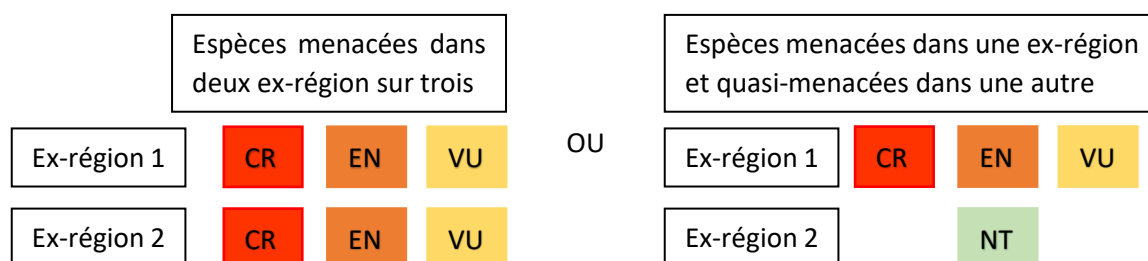 Espèces menacées dans
deux ex-région sur trois
Ex-région 1 CR EN VU
Ex-région 2 CR EN VU
OU
Espèces menacées dans une ex-région
et quasi-menacées dans une autre
Ex-région 1 CR EN VU
Ex-région 2 NT